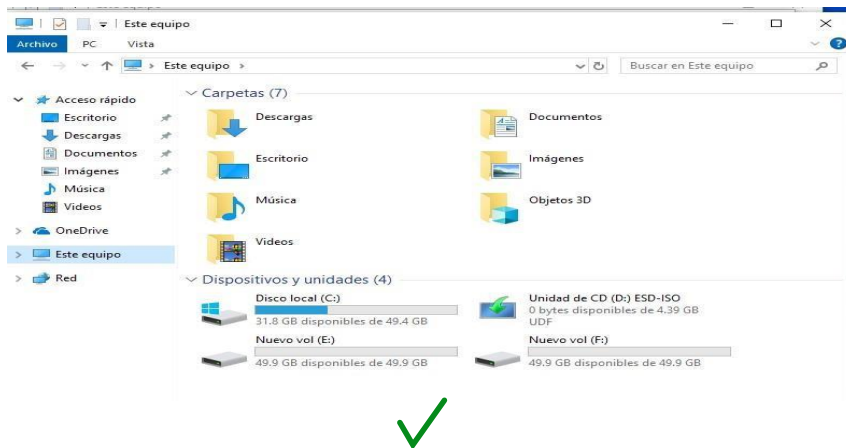 Este equipo
Archivo PC Vista
Este equipo Buscar en Este equipo
Acceso rápido
Escritorio
Descargas
Documentos
Imágenes
Música
Videos
OneDrive
Este equipo
Red
Carpetas (7)
Descargas
Documentos
Escritorio
Imágenes
Música
Objetos 3D
Videos
Dispositivos y unidades (4)
Disco local (C:)
31.8 GB disponibles de 49.4 GB
Unidad de CD (D:) ESD-ISO
0 bytes disponibles de 4.39 GB
UDF
Nuevo vol (E:)
49.9 GB disponibles de 49.9 GB
Nuevo vol (F:)
49.9 GB disponibles de 49.9 GB